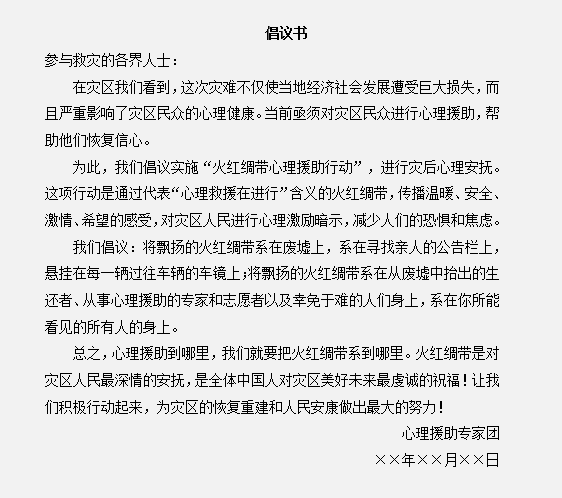 倡议书
参与救灾的各界人士：
在灾区我们看到，这次灾难不仅使当地经济社会发展遭受巨大损失，而
且严重影响了灾区民众的心理健康。当前亟须对灾区民众进行心理援助，帮
助他们恢复信心。
为此，我们倡议实施“火红绸带心理援助行动”，进行灾后心理安抚。
这项行动是通过代表“心理救援在进行”含义的火红绸带，传播温暖、安全、
激情、希望的感受，对灾区人民进行心理激励暗示，减少人们的恐惧和焦虑。
我们倡议：将飘扬的火红绸带系在废墟上，系在寻找亲人的公告栏上，
悬挂在每一辆过往车辆的车镜上；将飘扬的火红绸带系在从废墟中抬出的生
还者、从事心理援助的专家和志愿者以及幸免于难的人们身上，系在你所能
看见的所有人的身上。
总之，心理援助到哪里，我们就要把火红绸带系到哪里。火红绸带是对
灾区人民最深情的安抚，是全体中国人对灾区美好未来最虔诚的祝福！让我
们积极行动起来，为灾区的恢复重建和人民安康做出最大的努力！
心理援助专家团
××年××月××日